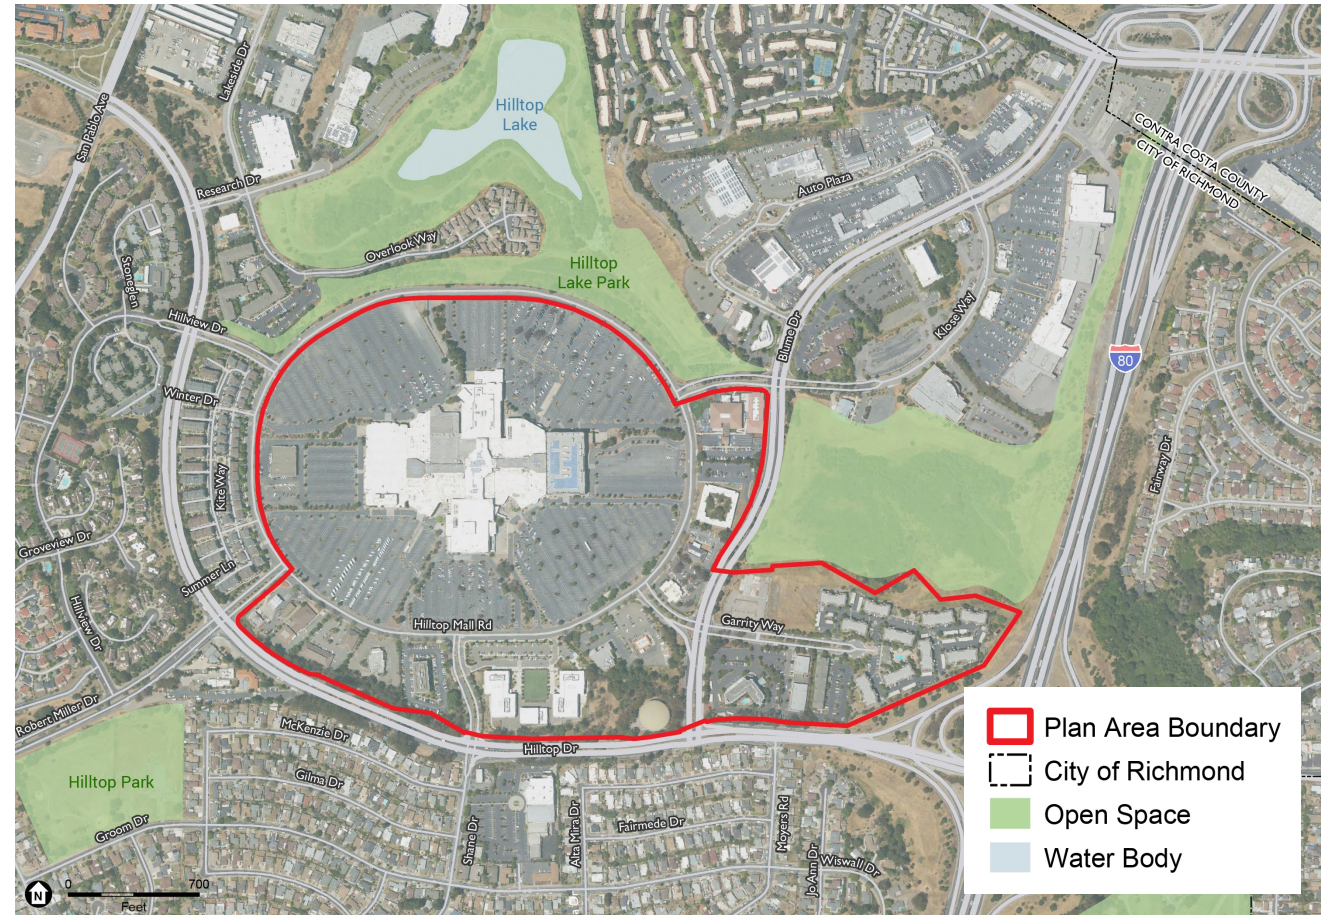 Lakeside Dr
San Pablo Ave
Hilltop
Lake
CONTRA COSTA COUNTY
CITY OF RICHMOND
Research Dr
Auto Plaza
Overlook Way
Stoneglen
Hilltop
Lake Park
Hillview Dr
Blume Dr
Klose Way
80
Winter Dr
Kite Way
Fairway Dr
Groveview Dr
Summer Ln
Hillview Dr
Hilltop Mall Rd
Garrity Way
Robert Miller Dr
McKenzie Dr
Hilltop Dr
Hilltop Park
Gilma Dr
Groom Dr
Shane Dr
Alta Mira Dr
Fairmede Dr
Moyers Rd
Jo Ann Dr
Wiswall Dr
Plan Area Boundary
City of Richmond
Open Space
Water Body
N
0 700
Feet